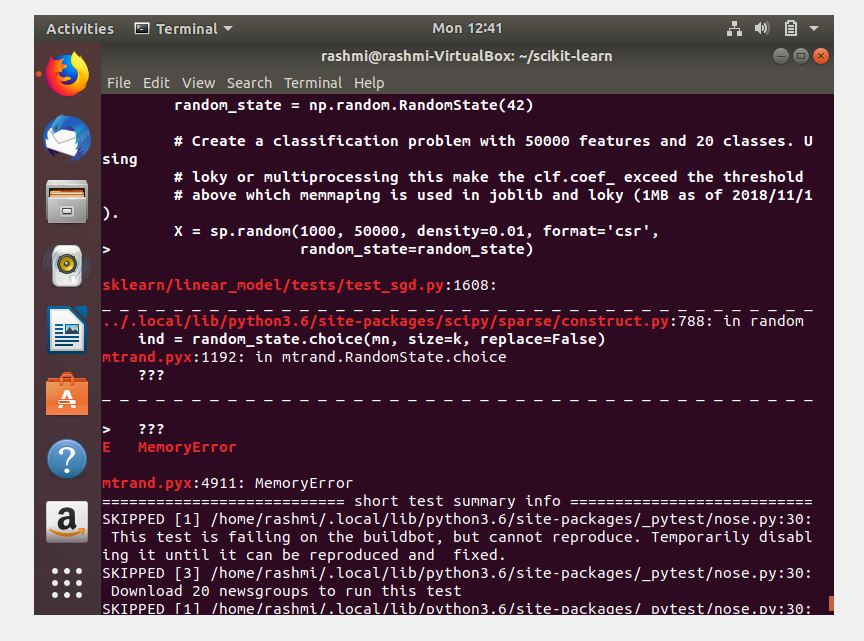 Activities Terminal Mon 12:41
rashmi@rashmi-VirtualBox: ~/scikit-learn
File Edit View Search Terminal Help
random_state = np.random.RandomState(42)
# Create a classification problem with 50000 features and 20 classes. U
sing
# loky or multiprocessing this make the clf.coef_ exceed the threshold
# above which memmaping is used in joblib and loky (1MB as of 2018/11/1
).
X = sp.random(1000, 50000, density=0.01, format='csr',
> random_state=random_state)
sklearn/linear_model/tests/test_sgd.py:1608:
_ _ _ _ _ _ _ _ _ _ _ _ _ _ _ _ _ _ _ _ _ _ _ _ _ _ _ _ _ _ _ _ _ _ _ _ _ _ _ _
../.local/lib/python3.6/site-packages/scipy/sparse/construct.py:788: in random
ind = random_state.choice(mn, size=k, replace=False)
mtrand.pyx:1192: in mtrand.RandomState.choice
???
_ _ _ _ _ _ _ _ _ _ _ _ _ _ _ _ _ _ _ _ _ _ _ _ _ _ _ _ _ _ _ _ _ _ _ _ _ _ _ _
> ???
E MemoryError
mtrand.pyx:4911: MemoryError
=========================== short test summary info ===========================
SKIPPED [1] /home/rashmi/.local/lib/python3.6/site-packages/_pytest/nose.py:30:
This test is failing on the buildbot, but cannot reproduce. Temporarily disabl
ing it until it can be reproduced and  fixed.
SKIPPED [3] /home/rashmi/.local/lib/python3.6/site-packages/_pytest/nose.py:30:
Download 20 newsgroups to run this test
SKIPPED [1] /home/rashmi/.local/lib/python3.6/site-packages/_pytest/nose.py:30: